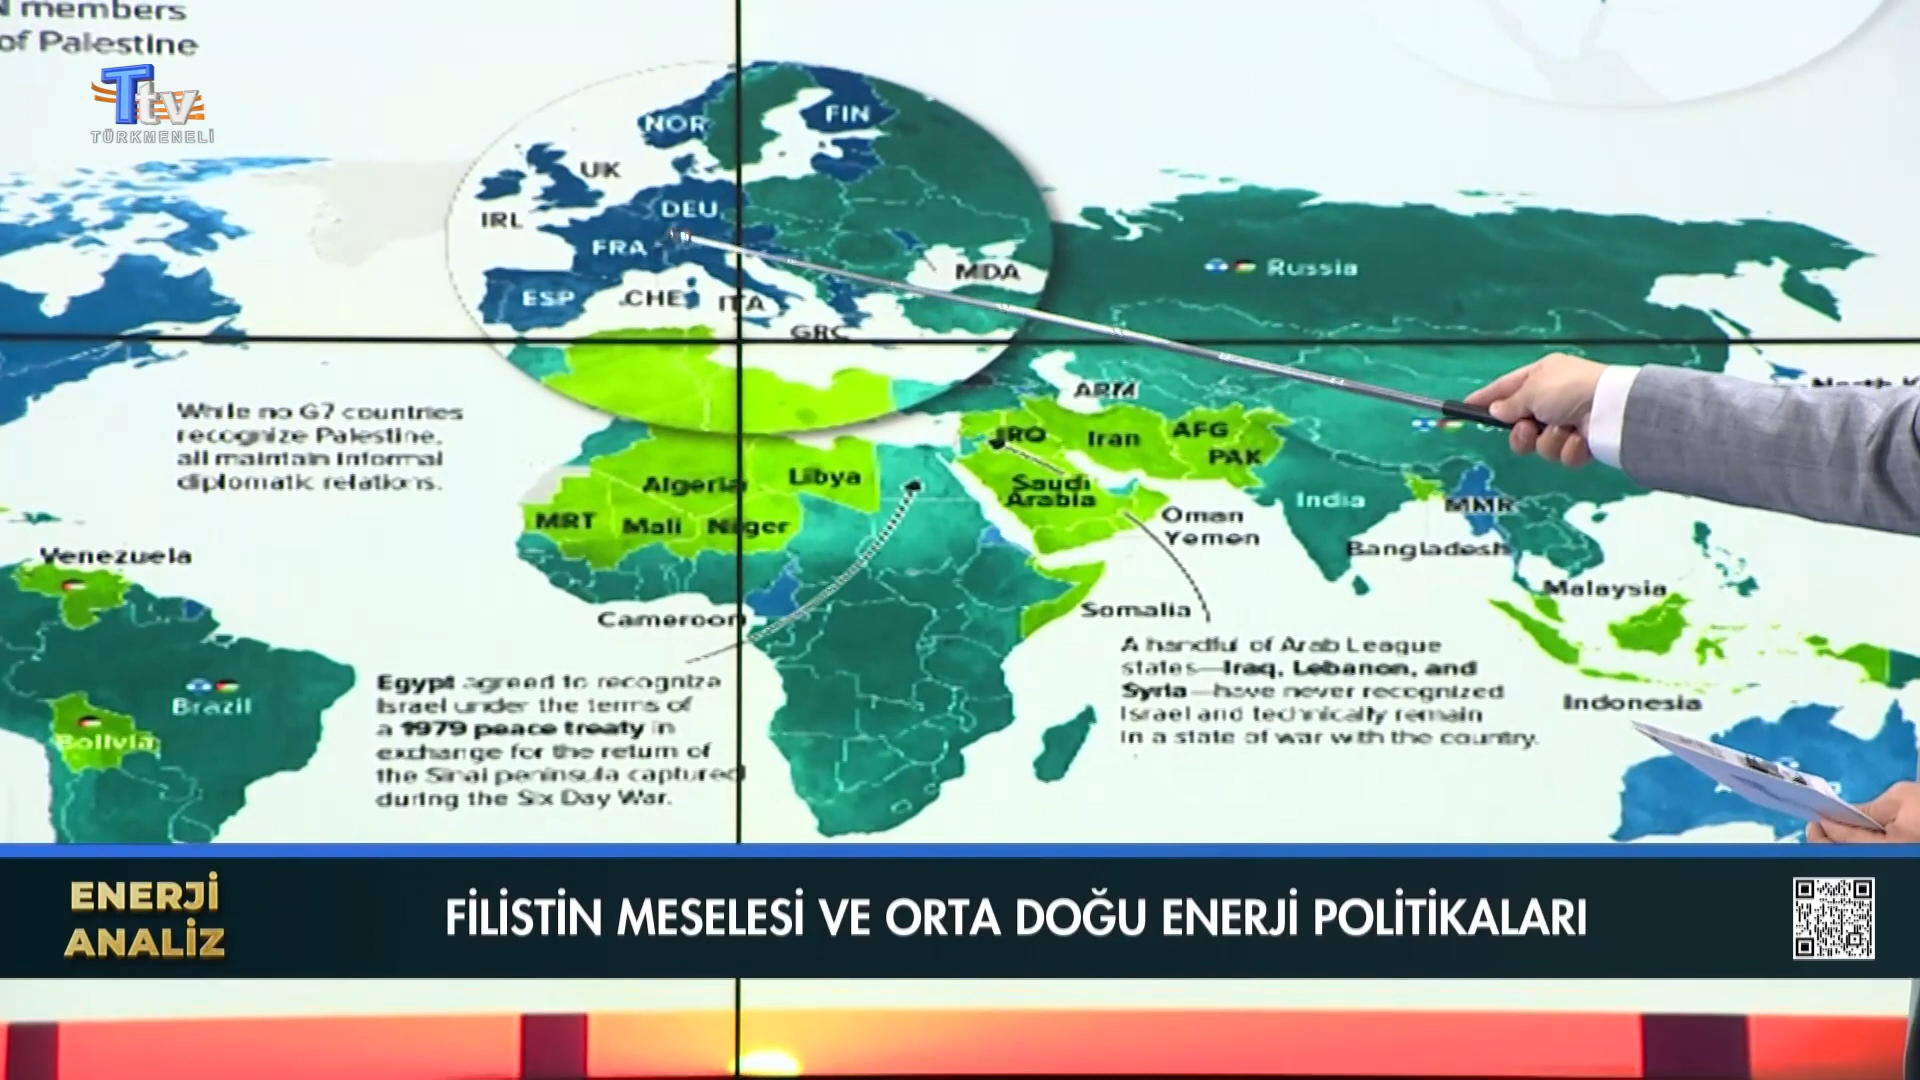 members
of Palestine
Ttv
TÜRKMENELİ
NOR
FIN
UK
IRL
DEU
FRA
MDA
ESP
CHE
ITA
GRC
Russia
ARM
While no G7 countries
recognize Palestine,
all maintain informal
diplomatic relations.
IRQ
Iran
AFG
PAK
Algeria
Libya
Saudi
Arabia
India
MMR
MRT
Mali
Niger
Oman
Yemen
Bangladesh
Venezuela
Malaysia
Cameroon
Somalia
Brazil
Bolivia
Egypt agreed to recognize
Israel under the terms of
a 1979 peace treaty in
exchange for the return of
the Sinai peninsula captured
during the Six Day War.
A handful of Arab League
states—Iraq, Lebanon, and
Syria—have never recognized
Israel and technically remain
in a state of war with the country.
Indonesia
ENERJİ
ANALİZ
FİLİSTİN MESELESİ VE ORTA DOĞU ENERJİ POLİTİKALARI